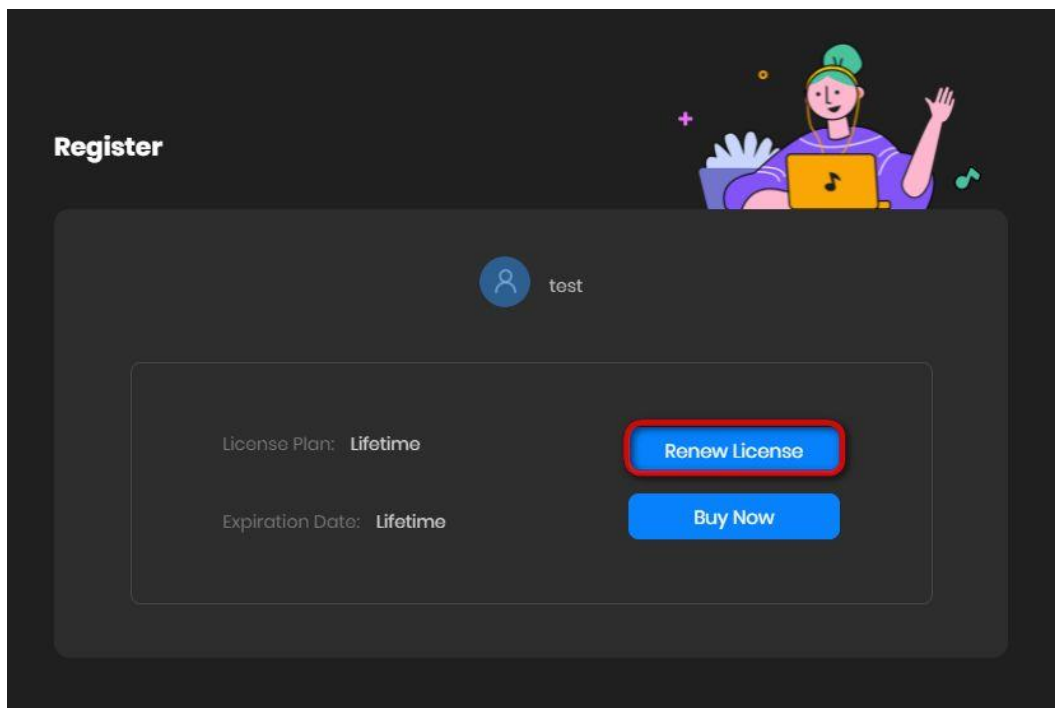 Register
test
License Plan: Lifetime
Renew License
Expiration Date: Lifetime
Buy Now